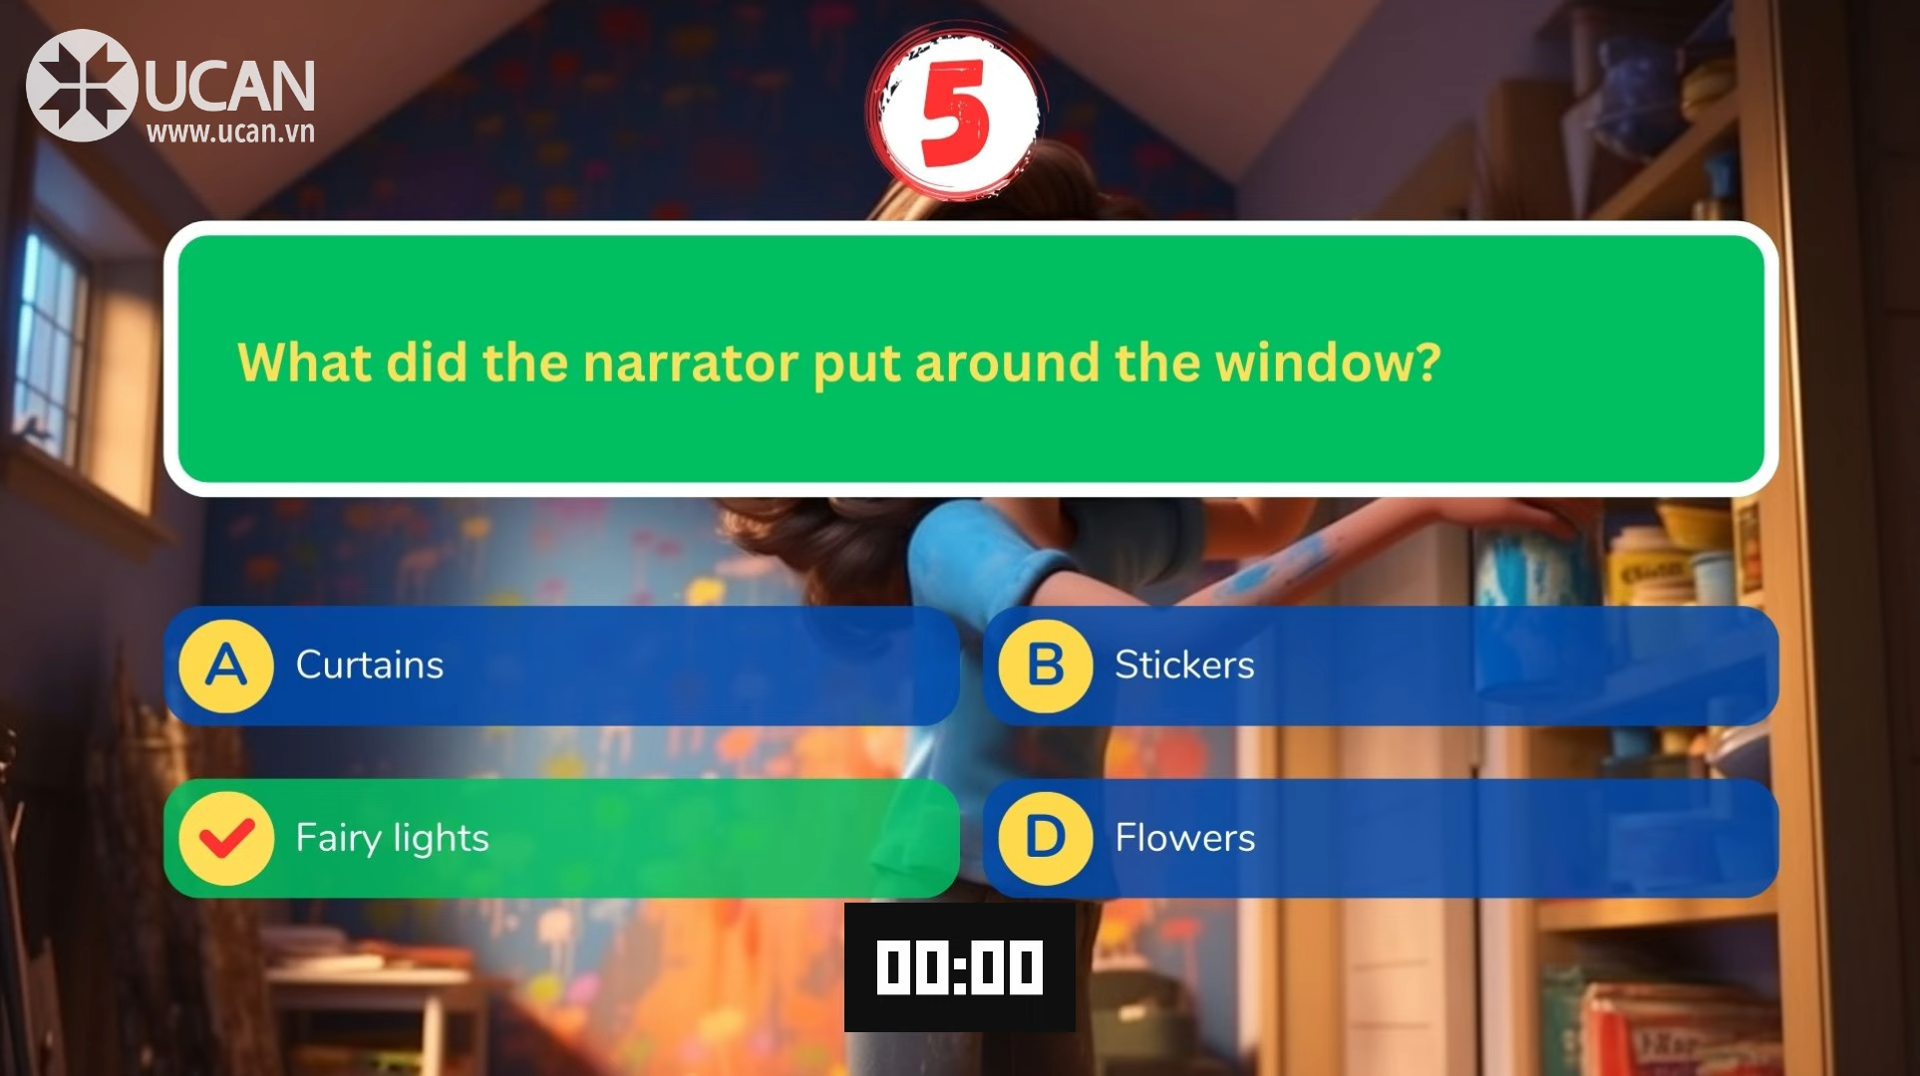 UCAN
www.ucan.vn
5
What did the narrator put around the window?
A Curtains
B Stickers
Fairy lights
D Flowers
00:00